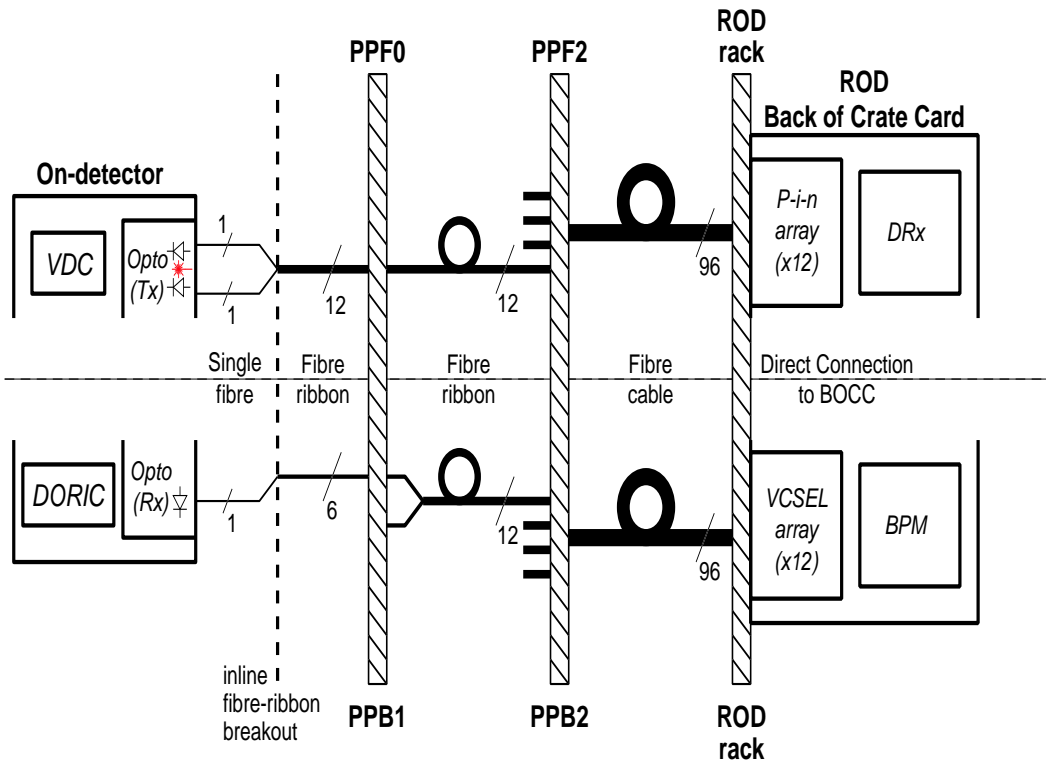 PPF0
PPF2
ROD
rack
ROD
Back of Crate Card
On-detector
VDC
Opto
(Tx)
1
1
12
12
96
P-i-n
array
(x12)
DRx
Single
fibre
Fibre
ribbon
Fibre
ribbon
Fibre
cable
Direct Connection
to BOCC
DORIC
Opto
(Rx)
1
6
12
96
VCSEL
array
(x12)
BPM
inline
fibre-ribbon
breakout
PPB1
PPB2
ROD
rack